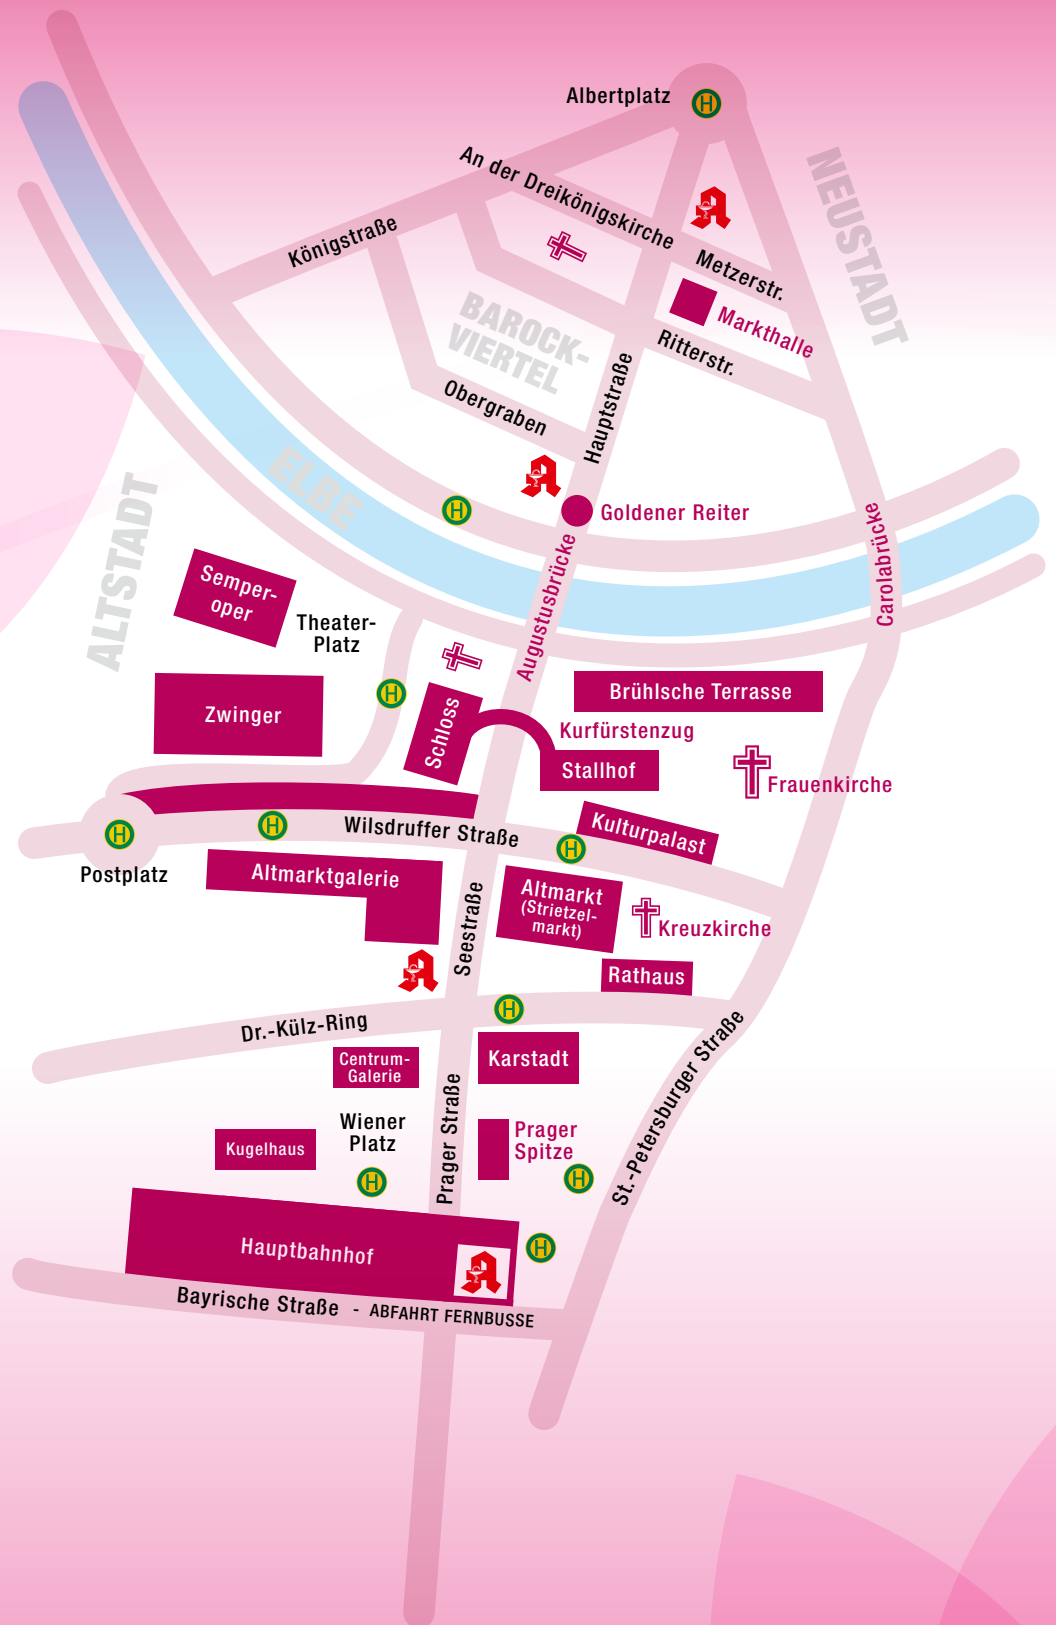 Albertplatz
H
An der Dreikönigskirche
NEUSTADT
Königstraße
Metzerstr.
BAROCK-
VIERTEL
Markthalle
Ritterstr.
Hauptstraße
Obergraben
ELBE
H
Goldener Reiter
Carolabrücke
ALTSTADT
Augustusbrücke
Semper-
oper
Theater-
Platz
H
Brühlsche Terrasse
Zwinger
Schloss
Kurfürstenzug
Stallhof
Frauenkirche
H
H
Wilsdruffer Straße
H
Kulturpalast
Postplatz
Altmarktgalerie
Altmarkt
(Strietzel-
markt)
Seestraße
Kreuzkirche
Rathaus
H
Dr.-Külz-Ring
Centrum-
Galerie
Karstadt
St.-Petersburger Straße
Prager Straße
Wiener
Platz
Prager
Spitze
Kugelhaus
H
H
Hauptbahnhof
H
Bayrische Straße - ABFAHRT FERNBUSSE